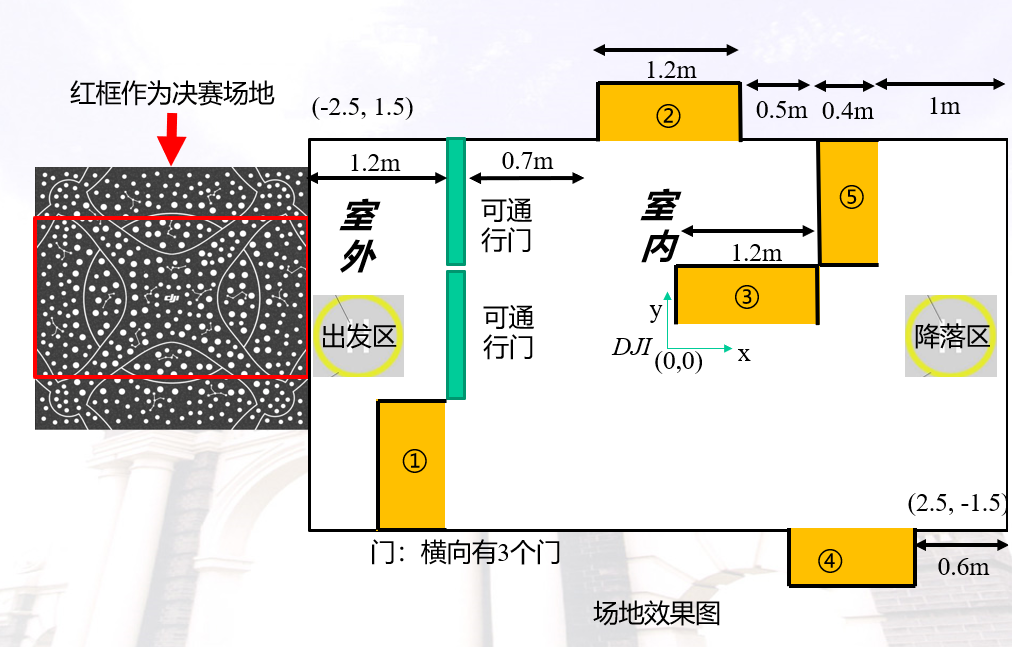 1.2m
红框作为决赛场地
(-2.5, 1.5)
②
0.5m
0.4m
1m
1.2m
0.7m
室
外
可通
行门
室
内
⑤
1.2m
③
dji
出发区
可通
行门
y
DJI
(0,0)
x
降落区
①
(2.5, -1.5)
门：横向有3个门
④
0.6m
场地效果图